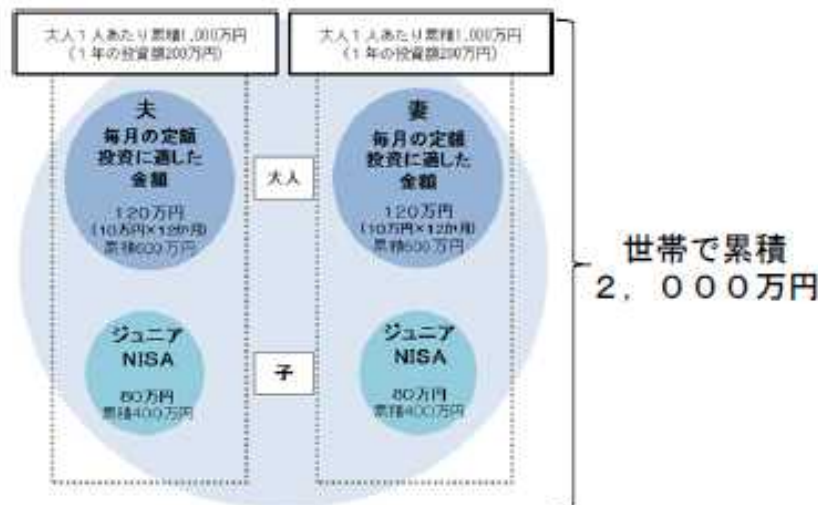 大人1人あたり累積1,000万円
(1年の投資額200万円)
大人1人あたり累積1,000万円
(1年の投資額200万円)
夫
毎月の定額
投資に適した
金額
120万円
(10万円×12か月)
累積600万円
大人
妻
毎月の定額
投資に適した
金額
120万円
(10万円×12か月)
累積600万円
ジュニア
NISA
80万円
累積400万円
子
ジュニア
NISA
80万円
累積400万円
世帯で累積
2,000万円